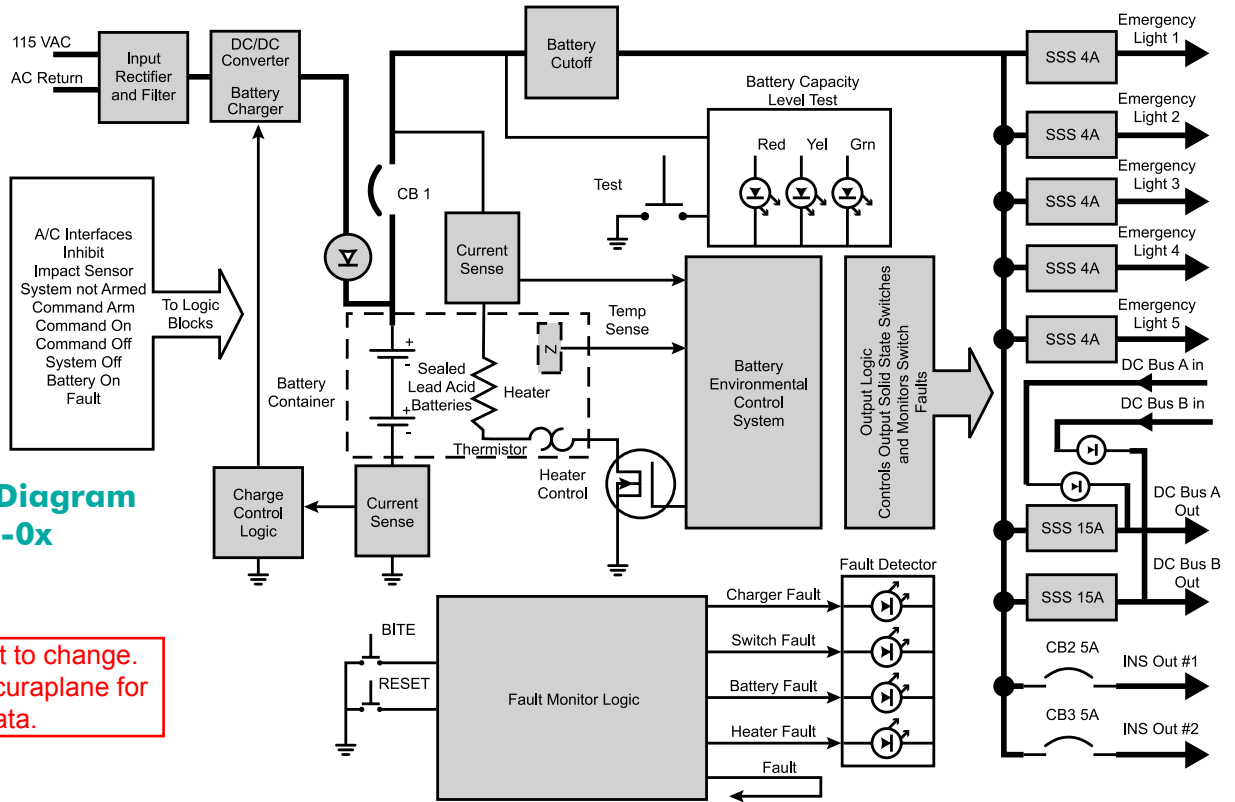 115 VAC
AC Return
Input
Rectifier
and Filter
DC/DC
Converter
Battery
Charger
Battery
Cutoff
Battery Capacity
Level Test
Red Yel Grn
Test
CB 1
Current
Sense
A/C Interfaces
Inhibit
Impact Sensor
System not Armed
Command Arm
Command On
Command Off
System Off
Battery On
Fault
To Logic
Blocks
Battery
Container
+
-
+
-
Sealed
Lead Acid
Batteries
Heater
Z
Temp
Sense
Thermistor
Heater
Control
Battery
Environmental
Control
System
Output Logic
Controls Output Solid State Switches
and Monitors Switch
Faults
Charge
Control
Logic
Current
Sense
Diagram
-0x
t to change.
curaplane for
ata.
BITE
RESET
Fault Monitor Logic
Fault Detector
Charger Fault
Switch Fault
Battery Fault
Heater Fault
Fault
SSS 4A
Emergency
Light 1
SSS 4A
Emergency
Light 2
SSS 4A
Emergency
Light 3
SSS 4A
Emergency
Light 4
SSS 4A
Emergency
Light 5
DC Bus A in
DC Bus B in
SSS 15A
DC Bus A
Out
SSS 15A
DC Bus B
Out
CB2 5A
INS Out #1
CB3 5A
INS Out #2